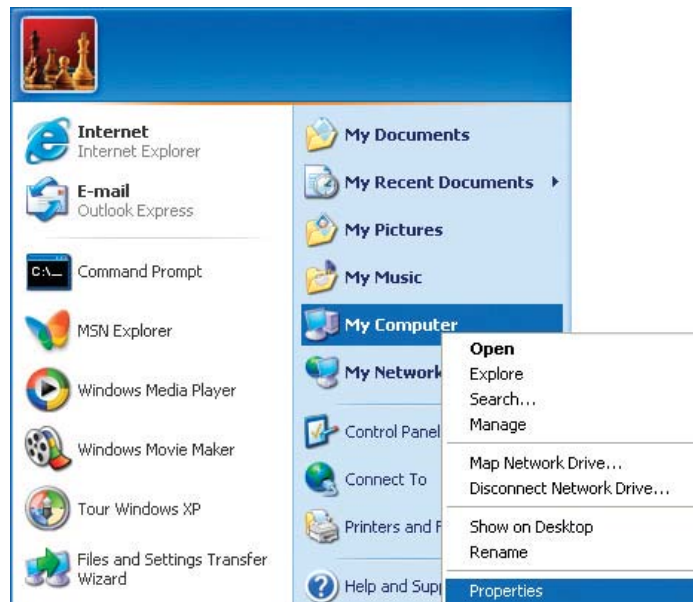 Internet
Internet Explorer
E-mail
Outlook Express
C:\_
Command Prompt
MSN Explorer
Windows Media Player
Windows Movie Maker
Tour Windows XP
Files and Settings Transfer
Wizard
My Documents
My Recent Documents
My Pictures
My Music
My Computer
My Network
Control Panel
Connect To
Printers and F
Help and Sup
Open
Explore
Search...
Manage
Map Network Drive...
Disconnect Network Drive...
Show on Desktop
Rename
Properties